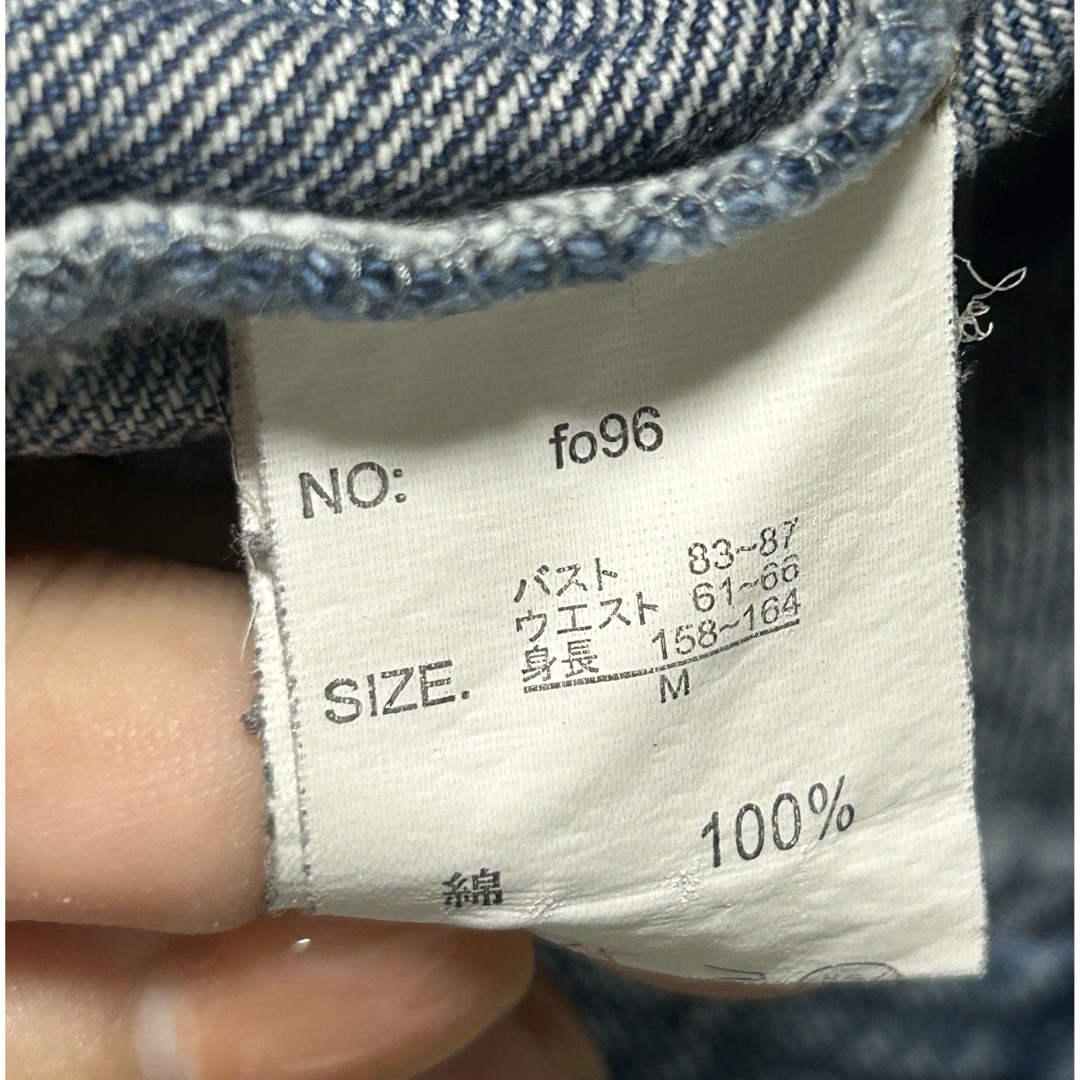 NO: fo96
バスト 83~87
ウエスト 61~66
身長 158~164
SIZE. M
綿 100%